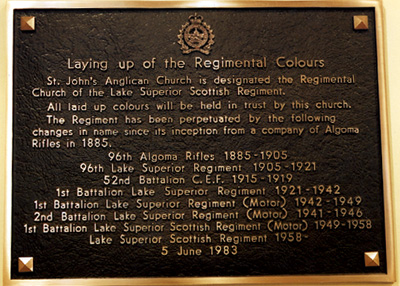 Laying up of the Regimental Colours
St. John's Anglican Church is designated the Regimental
Church of the Lake Superior Scottish Regiment.
All laid up colours will be held in trust by this church.
The Regiment has been perpetuated by the following
changes in name since its inception from a company of Algoma
Rifles in 1885.
96th Algoma Rifles 1885-1905
96th Lake Superior Regiment 1905-1921
52nd Battalion C.E.F. 1915-1919
1st Battalion Lake Superior Regiment 1921-1942
1st Battalion Lake Superior Regiment (Motor) 1942-1949
2nd Battalion Lake Superior Regiment (Motor) 1941-1946
1st Battalion Lake Superior Scottish Regiment (Motor) 1949-1958
Lake Superior Scottish Regiment 1958-
5 June 1983